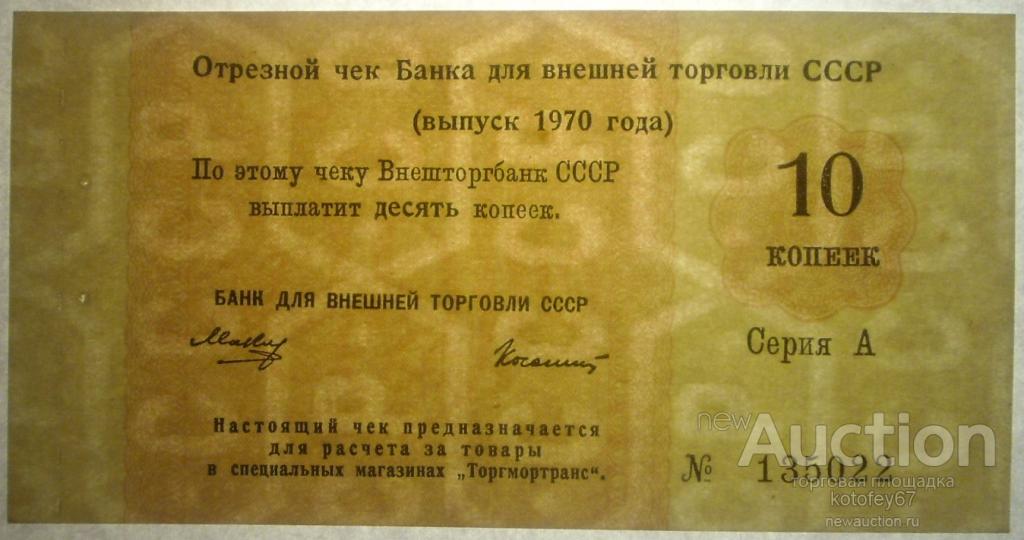 Отрезной чек Банка для внешней торговли СССР
(выпуск 1970 года)
По этому чеку Внешторгбанк СССР
выплатит десять копеек.
10
КОПЕЕК
БАНК ДЛЯ ВНЕШНЕЙ ТОРГОВЛИ СССР
Серия А
Настоящий чек предназначается
для расчета за товары
в специальных магазинах „Торгмортранс“.
№ 135022
newAuction
торговая площадка
kotofey67
newauction.ru